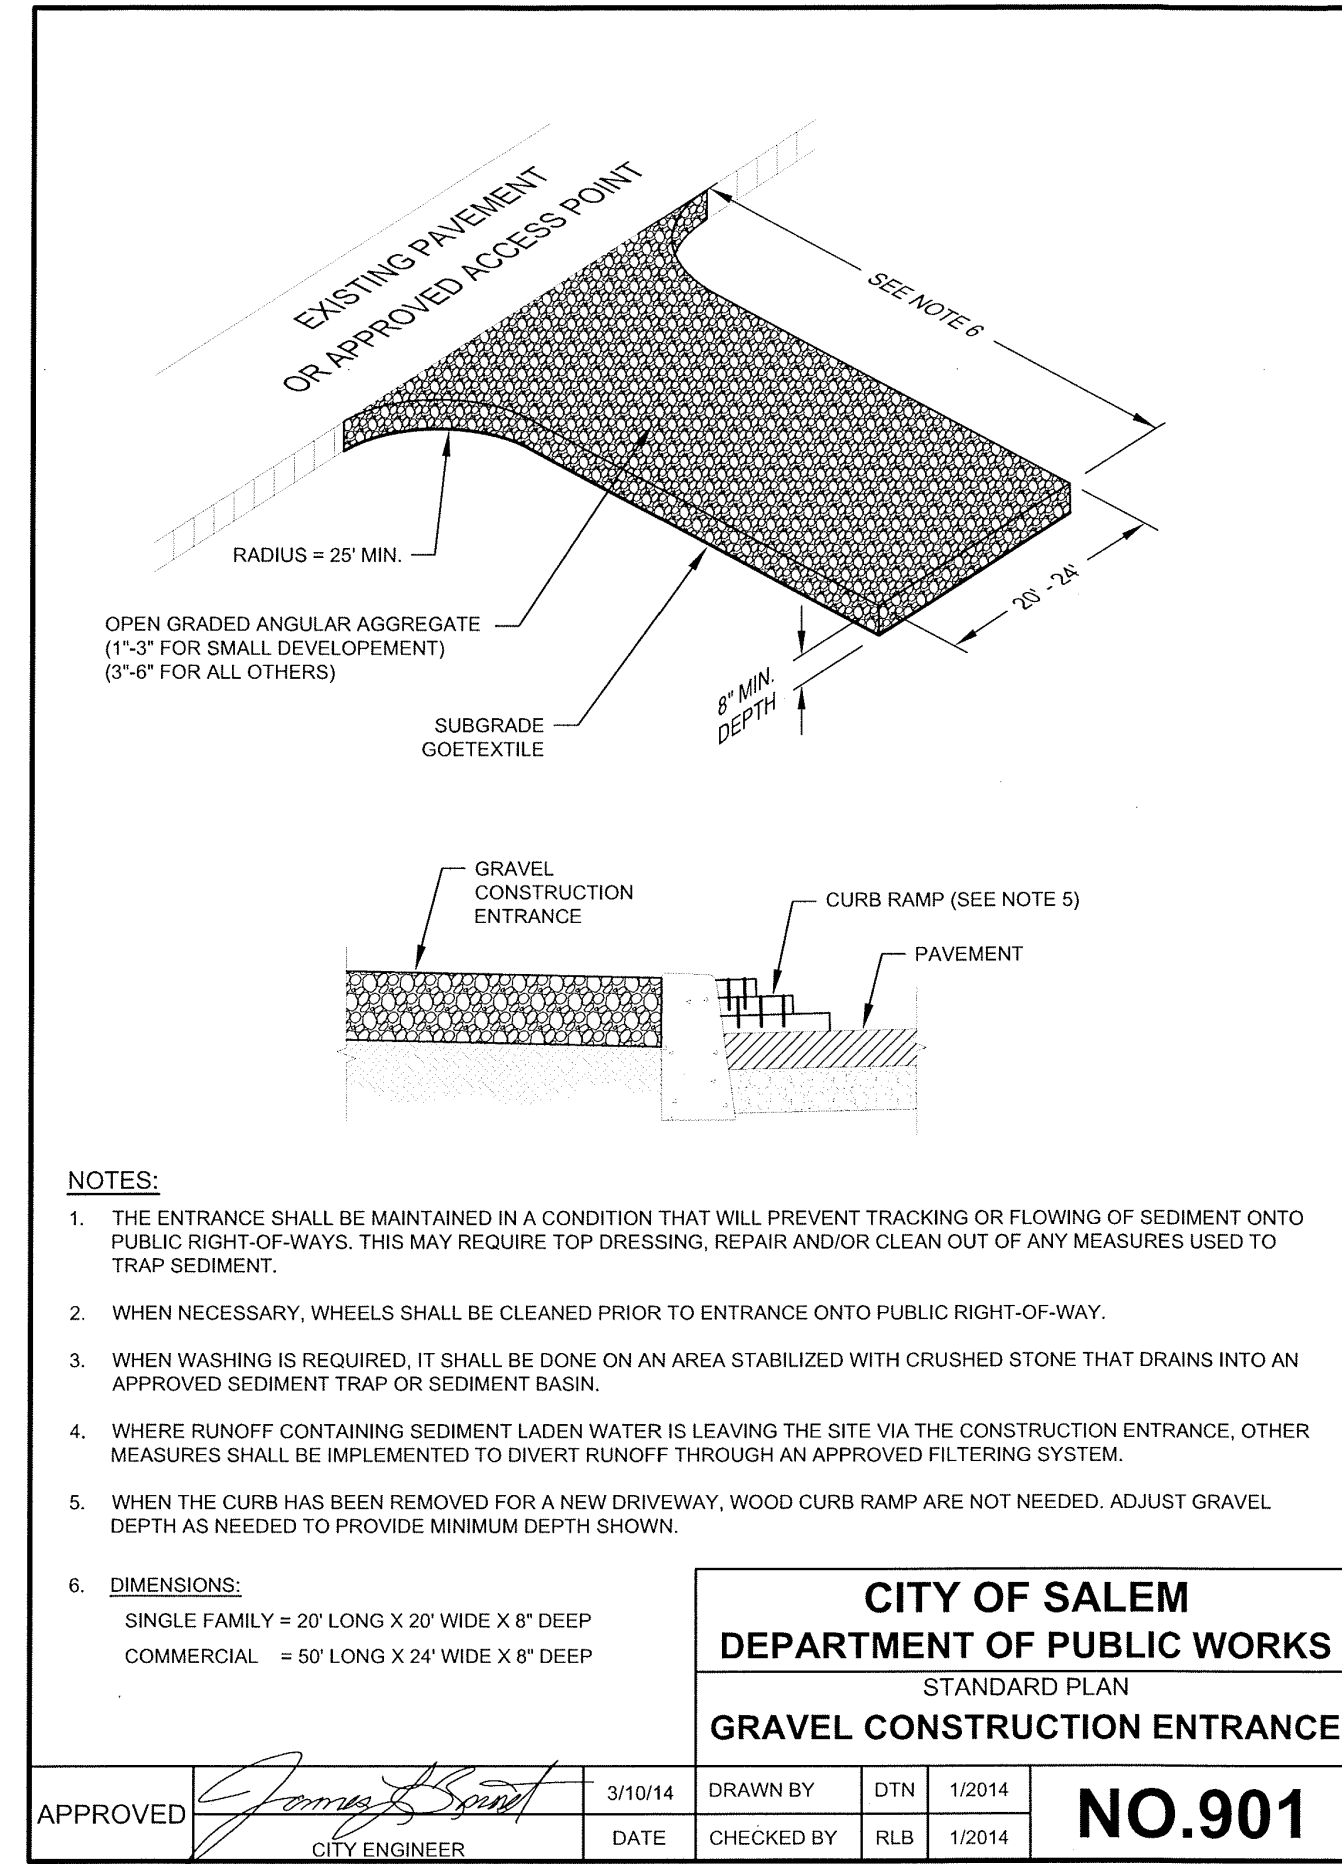 EXISTING PAVEMENT
OR APPROVED ACCESS POINT
SEE NOTE 6
RADIUS = 25' MIN.
OPEN GRADED ANGULAR AGGREGATE
(1"-3" FOR SMALL DEVELOPEMENT)
(3"-6" FOR ALL OTHERS)
20' - 24'
8" MIN.
DEPTH
SUBGRADE
GOETEXTILE
GRAVEL
CONSTRUCTION
ENTRANCE
CURB RAMP (SEE NOTE 5)
PAVEMENT
NOTES:
1. THE ENTRANCE SHALL BE MAINTAINED IN A CONDITION THAT WILL PREVENT TRACKING OR FLOWING OF SEDIMENT ONTO
PUBLIC RIGHT-OF-WAYS. THIS MAY REQUIRE TOP DRESSING, REPAIR AND/OR CLEAN OUT OF ANY MEASURES USED TO
TRAP SEDIMENT.
2. WHEN NECESSARY, WHEELS SHALL BE CLEANED PRIOR TO ENTRANCE ONTO PUBLIC RIGHT-OF-WAY.
3. WHEN WASHING IS REQUIRED, IT SHALL BE DONE ON AN AREA STABILIZED WITH CRUSHED STONE THAT DRAINS INTO AN
APPROVED SEDIMENT TRAP OR SEDIMENT BASIN.
4. WHERE RUNOFF CONTAINING SEDIMENT LADEN WATER IS LEAVING THE SITE VIA THE CONSTRUCTION ENTRANCE, OTHER
MEASURES SHALL BE IMPLEMENTED TO DIVERT RUNOFF THROUGH AN APPROVED FILTERING SYSTEM.
5. WHEN THE CURB HAS BEEN REMOVED FOR A NEW DRIVEWAY, WOOD CURB RAMP ARE NOT NEEDED. ADJUST GRAVEL
DEPTH AS NEEDED TO PROVIDE MINIMUM DEPTH SHOWN.
6. DIMENSIONS:
SINGLE FAMILY = 20' LONG X 20' WIDE X 8" DEEP
COMMERCIAL = 50' LONG X 24' WIDE X 8" DEEP
CITY OF SALEM
DEPARTMENT OF PUBLIC WORKS
STANDARD PLAN
GRAVEL CONSTRUCTION ENTRANCE
APPROVED
CITY ENGINEER
3/10/14
DATE
DRAWN BY DTN 1/2014
CHECKED BY RLB 1/2014
NO.901